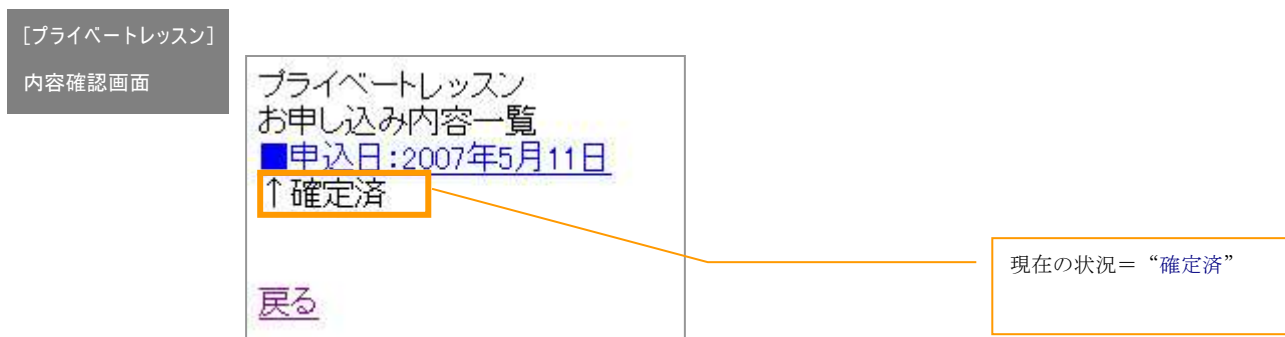 [プライベートレッスン]
内容確認画面
プライベートレッスン
お申し込み内容一覧
■申込日:2007年5月11日
↑確定済
戻る
現在の状況＝“確定済”